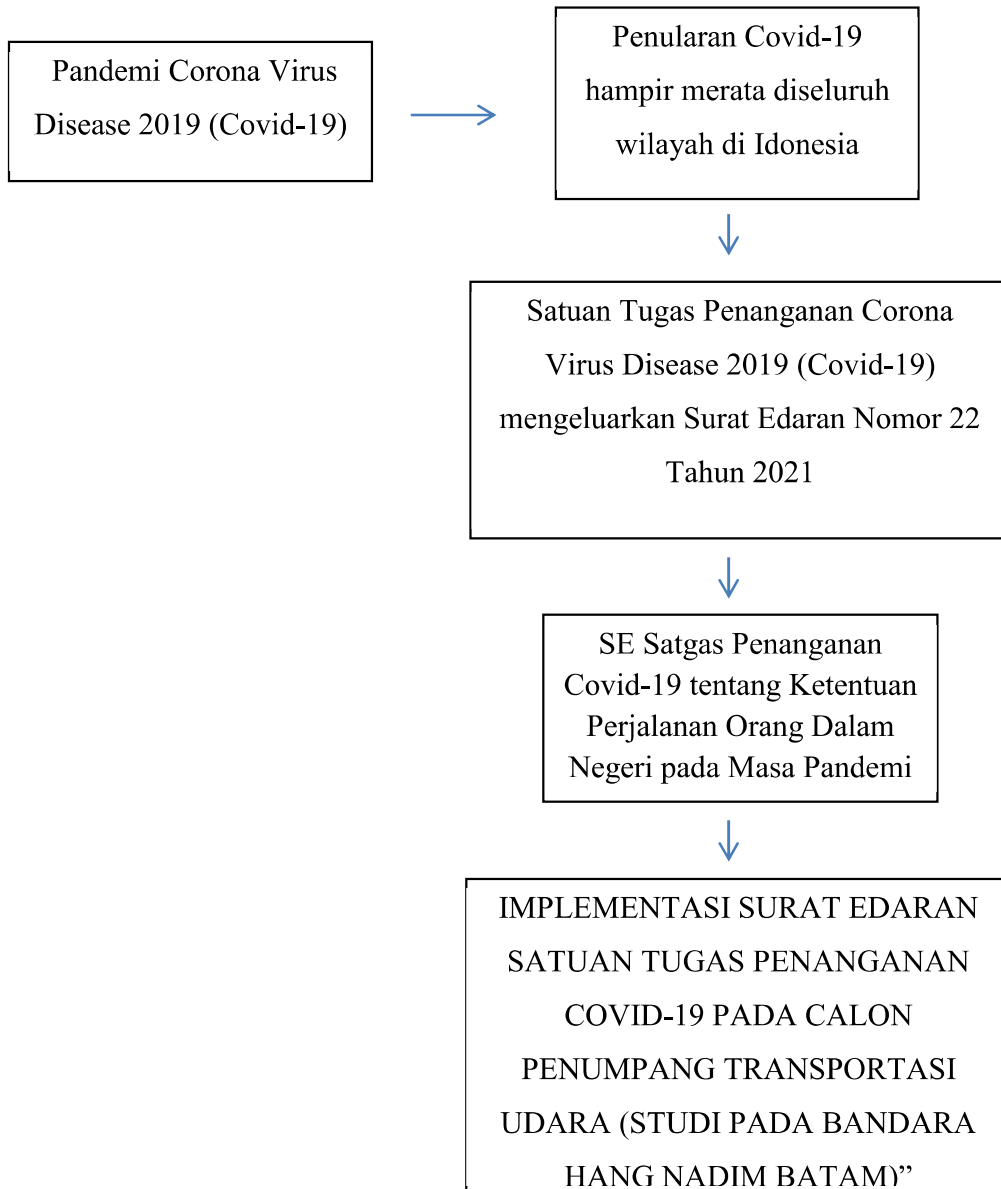 Pandemi Corona Virus
Disease 2019 (Covid-19)
Penularan Covid-19
hampir merata diseluruh
wilayah di Idonesia
Satuan Tugas Penanganan Corona
Virus Disease 2019 (Covid-19)
mengeluarkan Surat Edaran Nomor 22
Tahun 2021
SE Satgas Penanganan
Covid-19 tentang Ketentuan
Perjalanan Orang Dalam
Negeri pada Masa Pandemi
IMPLEMENTASI SURAT EDARAN
SATUAN TUGAS PENANGANAN
COVID-19 PADA CALON
PENUMPANG TRANSPORTASI
UDARA (STUDI PADA BANDARA
HANG NADIM BATAM)”